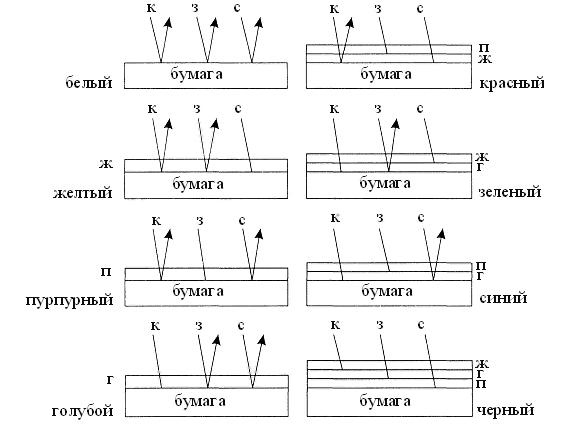 к з с
бумага
белый
к з с
п
ж
бумага
красный
к з с
ж
бумага
желтый
к з с
ж
г
бумага
зеленый
к з с
п
бумага
пурпурный
к з с
п
г
бумага
синий
к з с
г
бумага
голубой
к з с
ж
г
п
бумага
черный